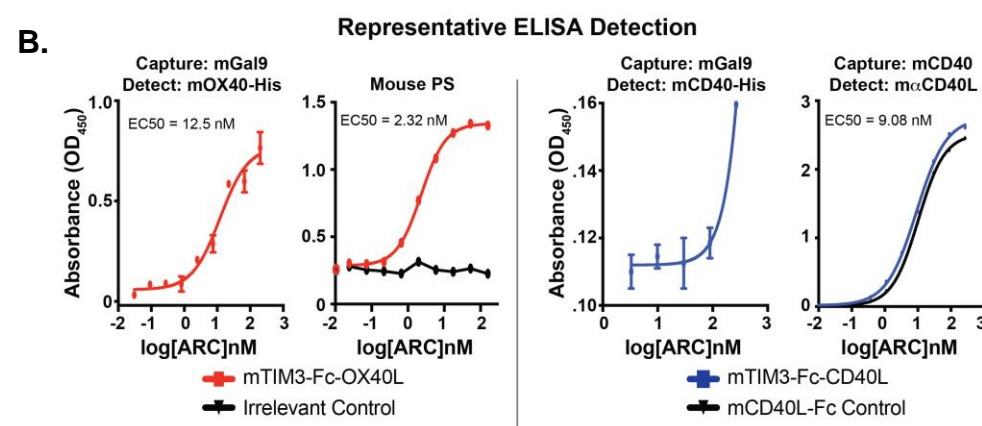 B.
Representative ELISA Detection
Capture: mGal9
Detect: mOX40-His
Absorbance (OD450)
EC50 = 12.5 nM
1.0
0.5
0
-2 -1 0 1 2 3
log[ARC]nM
Mouse PS
EC50 = 2.32 nM
1.5
1.0
0.5
0
-2 -1 0 1 2
log[ARC]nM
mTIM3-Fc-OX40L
Irrelevant Control
Capture: mGal9
Detect: mCD40-His
Absorbance (OD450)
.16
.14
.12
.10
0 1 2 3
log[ARC]nM
Capture: mCD40
Detect: mαCD40L
EC50 = 9.08 nM
3
2
1
0
-2 -1 0 1 2 3
log[ARC]nM
mTIM3-Fc-CD40L
mCD40L-Fc Control